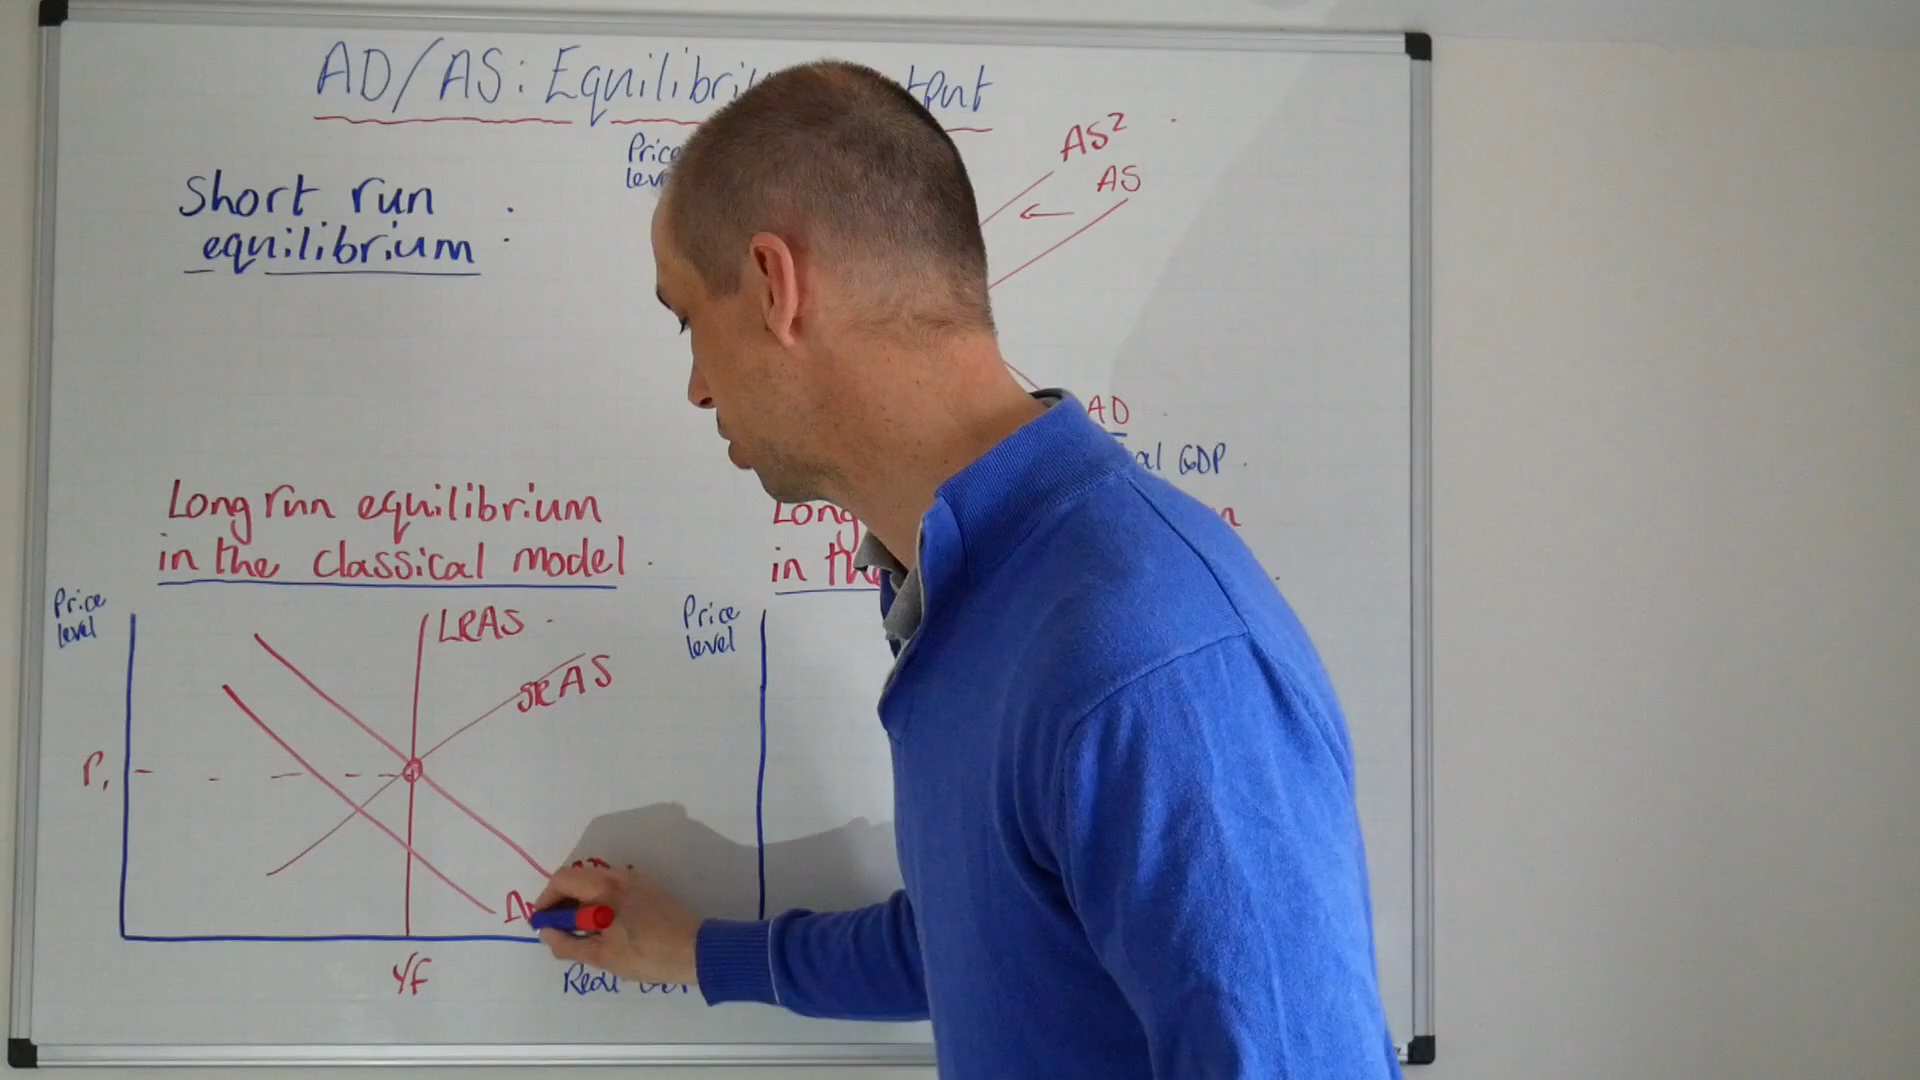 AD/AS: Equilibri tput
Price
leve
AS²
AS
Short run
equilibrium
AD
al GDP
Long run equilibrium
in the classical model
Long
in the
n
Price
level
LRAS
SRAS
P,
YF
Real
Price
level